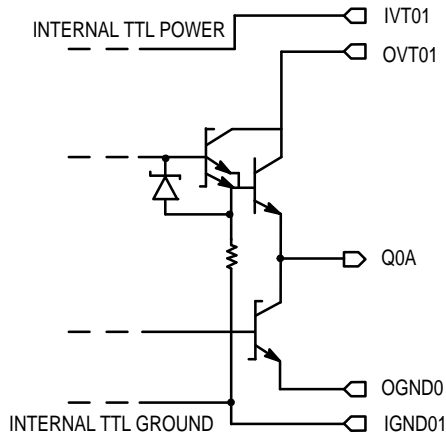 IVT01
INTERNAL TTL POWER
OVT01
Q0A
OGND0
INTERNAL TTL GROUND
IGND01